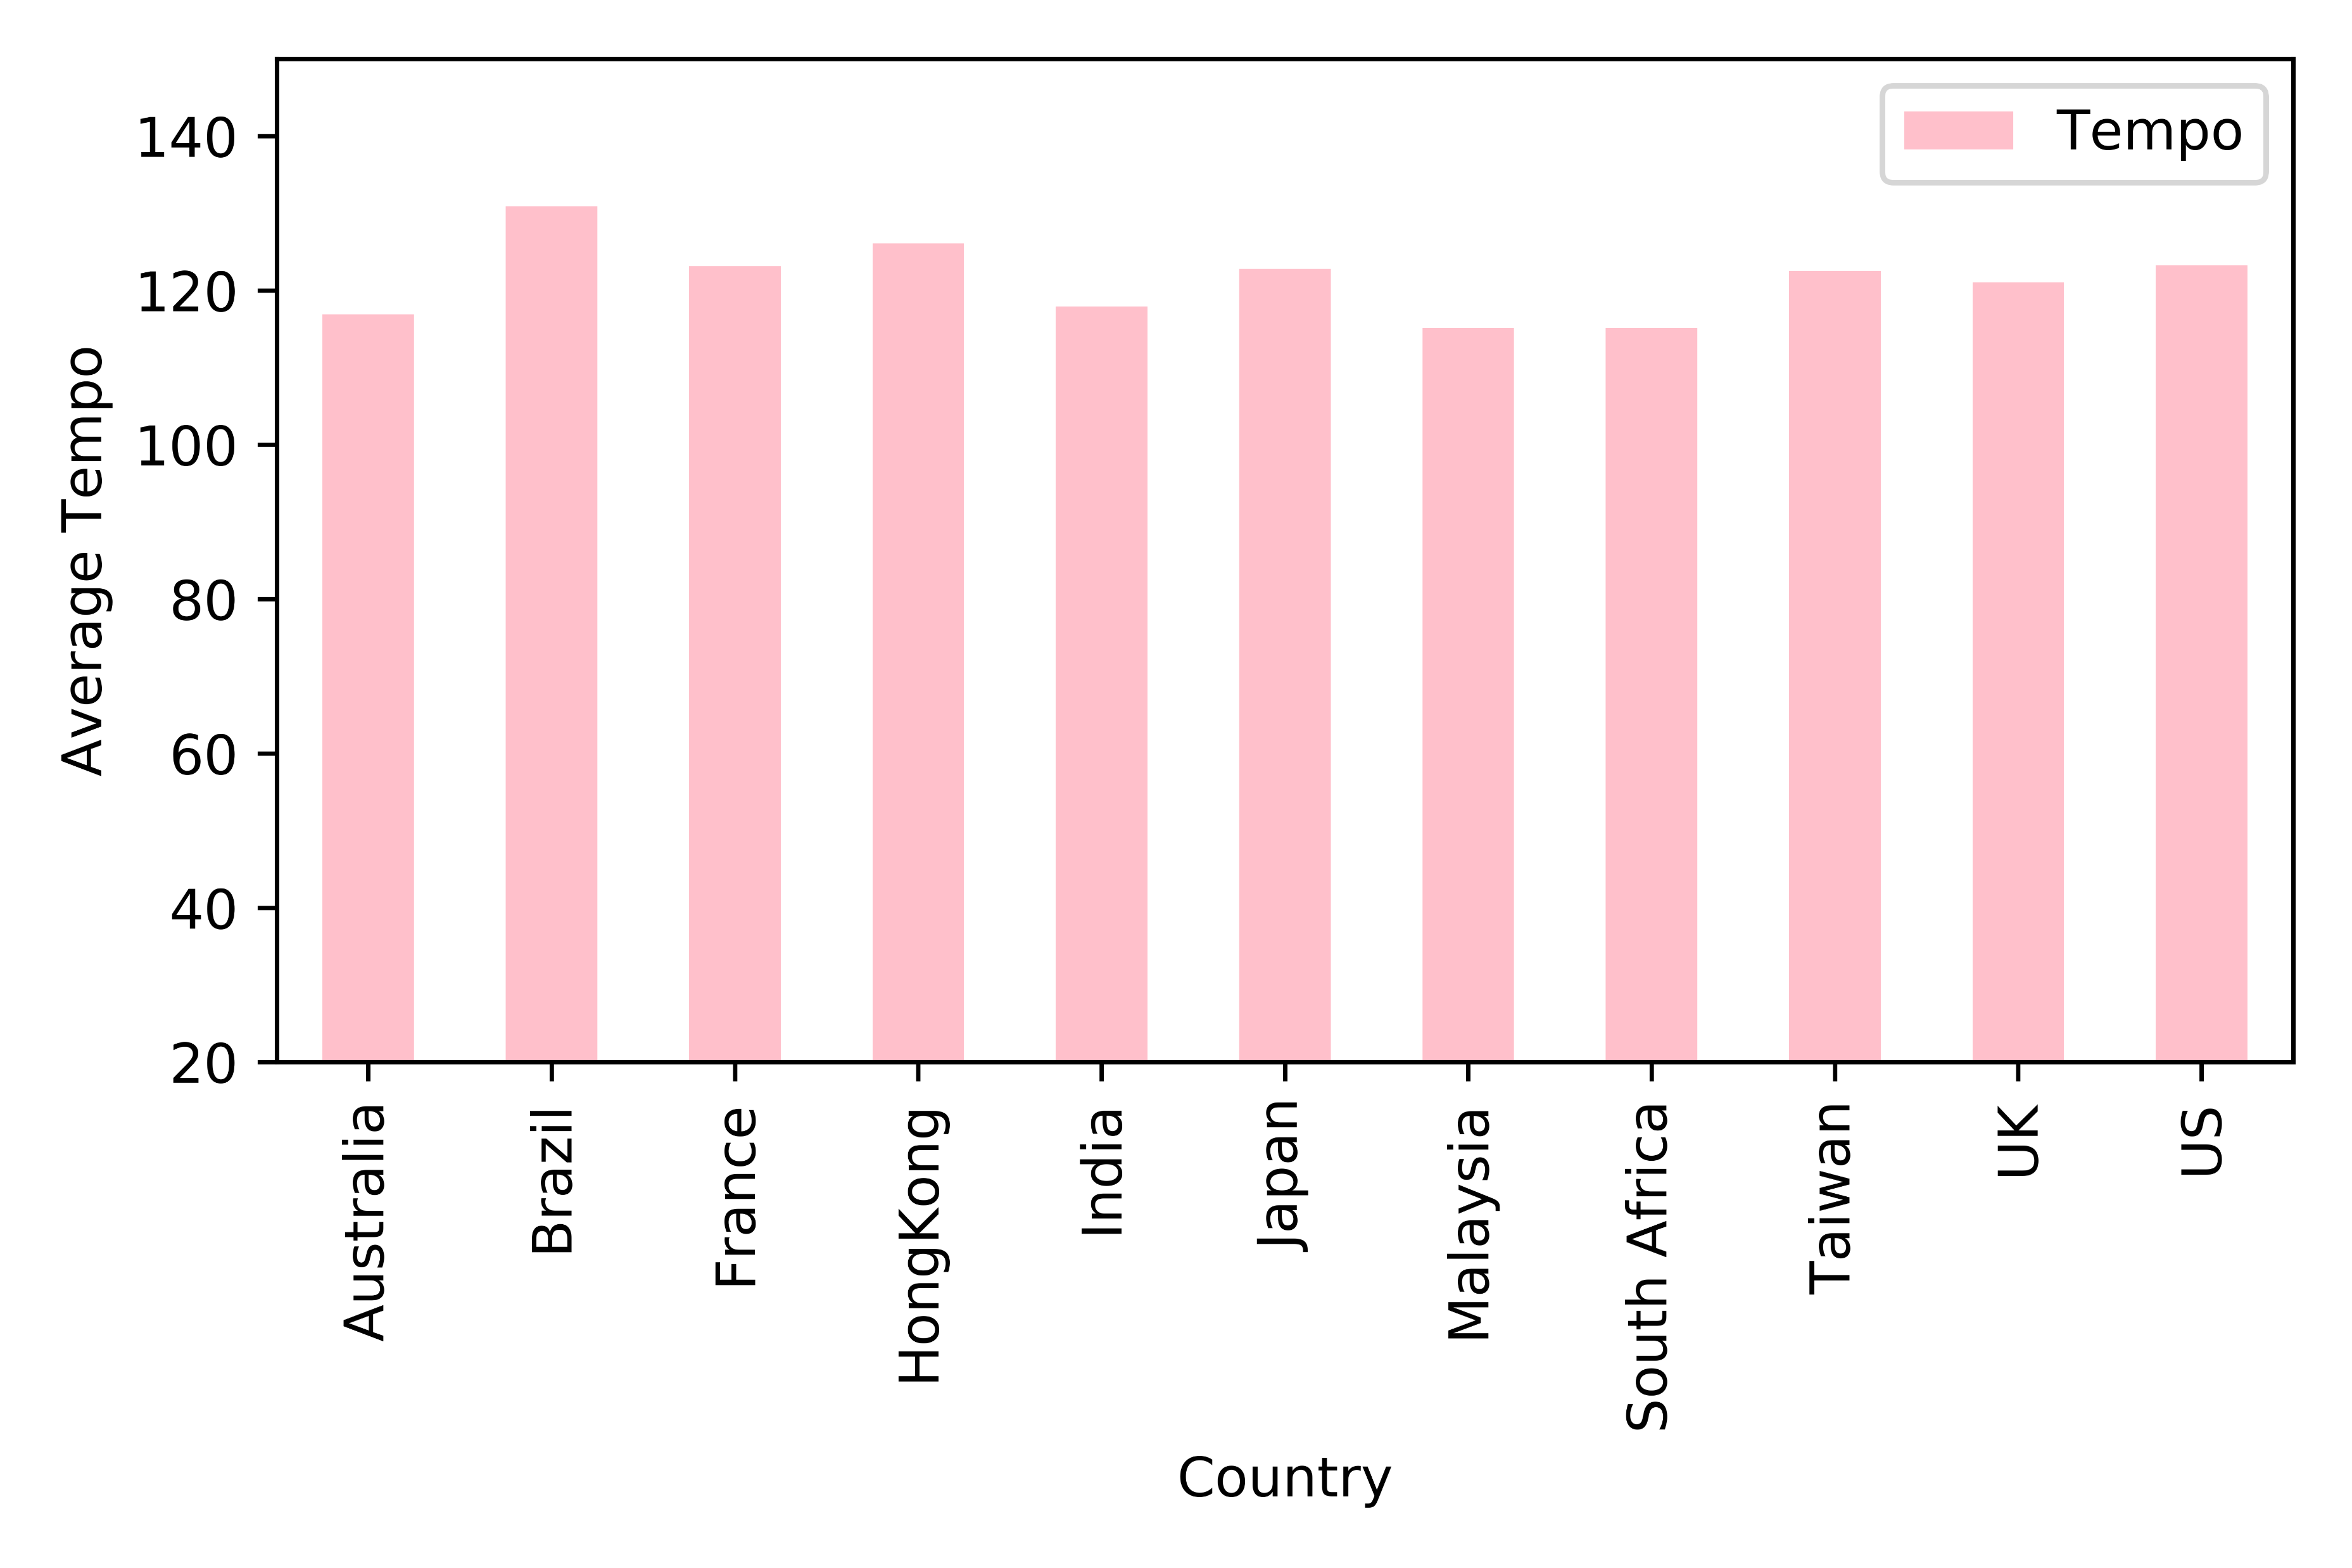 Tempo
Average Tempo
140
120
100
80
60
40
20
Australia
Brazil
France
HongKong
India
Japan
Malaysia
South Africa
Taiwan
UK
US
Country